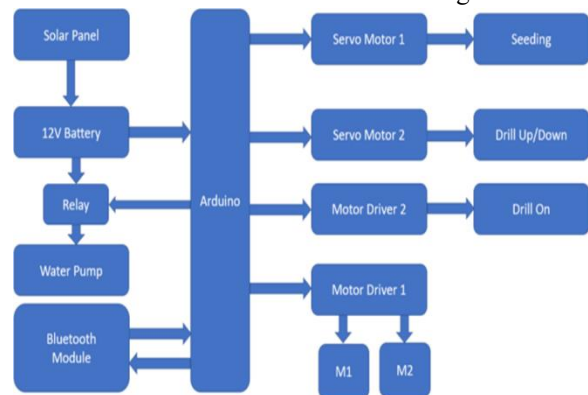 Solar Panel
12V Battery
Relay
Water Pump
Bluetooth
Module
Arduino
Servo Motor 1
Seeding
Servo Motor 2
Drill Up/Down
Motor Driver 2
Drill On
Motor Driver 1
M1
M2